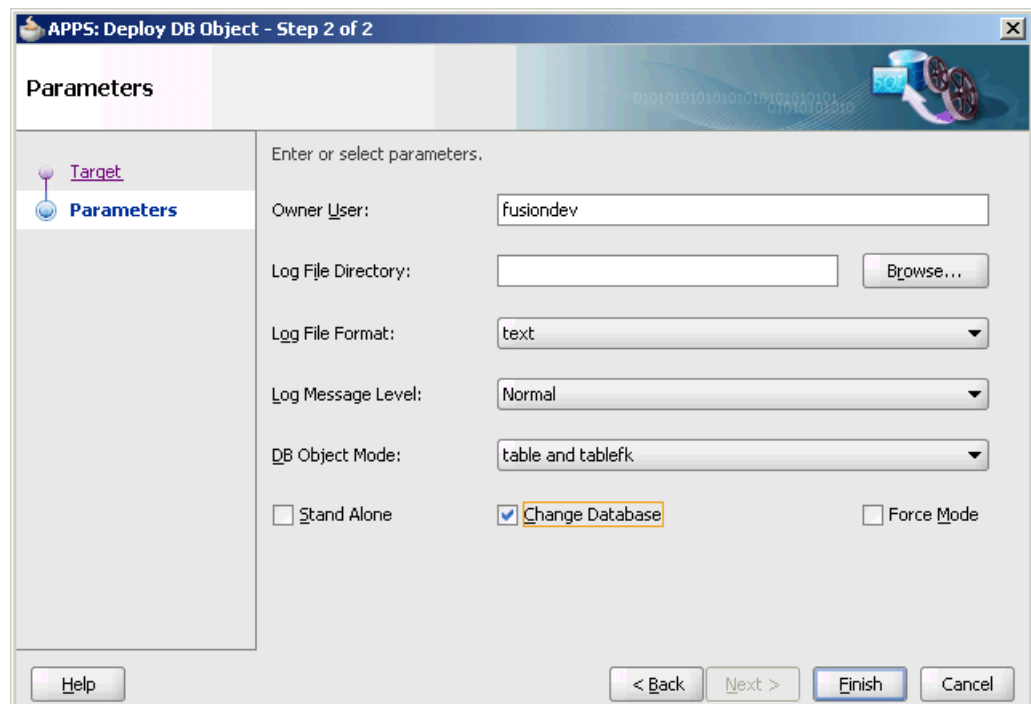 APPS: Deploy DB Object - Step 2 of 2
Parameters
Target
Parameters
Enter or select parameters.
Owner User:
fusiondev
Log File Directory:
Browse...
Log File Format:
text
Log Message Level:
Normal
DB Object Mode:
table and tablefk
Stand Alone
Change Database
Force Mode
Help
< Back
Next >
Finish
Cancel